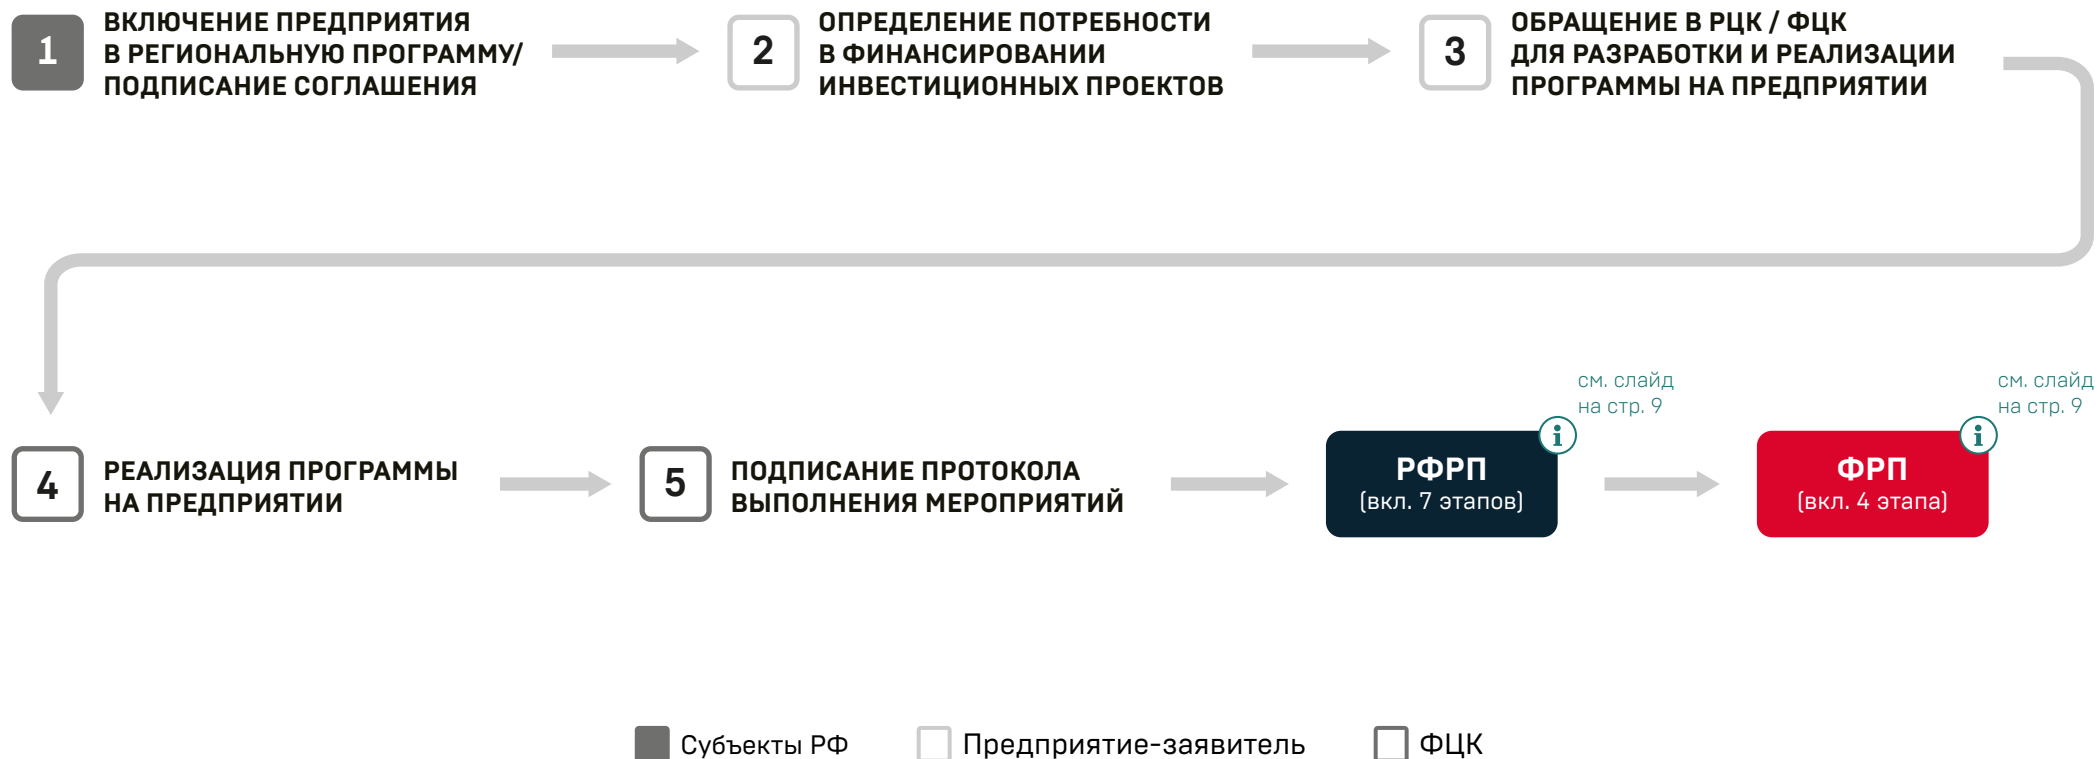 1
ВКЛЮЧЕНИЕ ПРЕДПРИЯТИЯ
В РЕГИОНАЛЬНУЮ ПРОГРАММУ/
ПОДПИСАНИЕ СОГЛАШЕНИЯ
2
ОПРЕДЕЛЕНИЕ ПОТРЕБНОСТИ
В ФИНАНСИРОВАНИИ
ИНВЕСТИЦИОННЫХ ПРОЕКТОВ
3
ОБРАЩЕНИЕ В РЦК / ФЦК
ДЛЯ РАЗРАБОТКИ И РЕАЛИЗАЦИИ
ПРОГРАММЫ НА ПРЕДПРИЯТИИ
4
РЕАЛИЗАЦИЯ ПРОГРАММЫ
НА ПРЕДПРИЯТИИ
5
ПОДПИСАНИЕ ПРОТОКОЛА
ВЫПОЛНЕНИЯ МЕРОПРИЯТИЙ
см. слайд
на стр. 9
i
РФРП
(вкл. 7 этапов)
см. слайд
на стр. 9
i
ФРП
(вкл. 4 этапа)
Субъекты РФ
Предприятие-заявитель
ФЦК